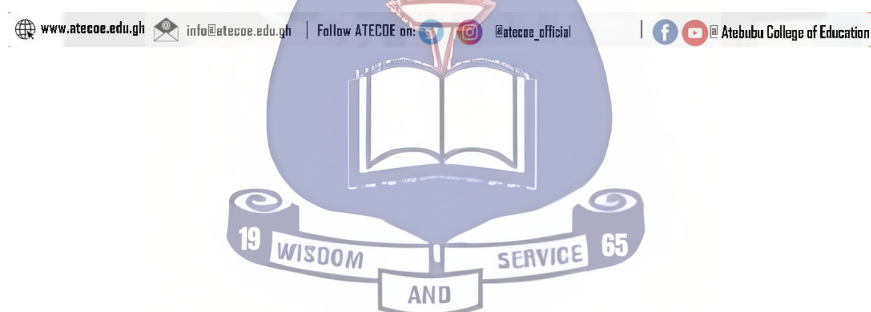 www.atecoe.edu.gh info@atecoe.edu.gh | Follow ATECOE on: @atecoe_official | @ Atebubu College of Education
19 WISDOM SERVICE 65
AND